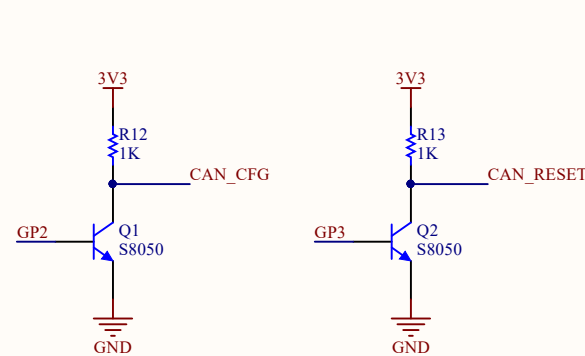 3V3
R12
1K
CAN_CFG
GP2
Q1
S8050
GND
3V3
R13
1K
CAN_RESET
GP3
Q2
S8050
GND